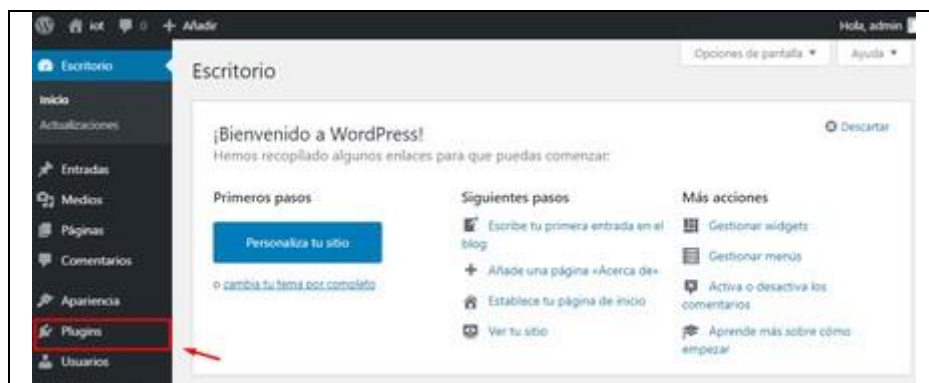 iot 0 + Añadir
Hola, admin
Opciones de pantalla
Ayuda
Escritorio
Inicio
Actualizaciones
Entradas
Medios
Páginas
Comentarios
Apariencia
Plugins
Usuarios
Escritorio
¡Bienvenido a WordPress!
Descartar
Hemos recopilado algunos enlaces para que puedas comenzar:
Primeros pasos
Personaliza tu sitio
o cambia tu tema por completo
Siguientes pasos
Escribe tu primera entrada en el
blog
Añade una página «Acerca de»
Establece tu página de inicio
Ver tu sitio
Más acciones
Gestionar widgets
Gestionar menús
Activa o desactiva los
comentarios
Aprende más sobre cómo
empezar